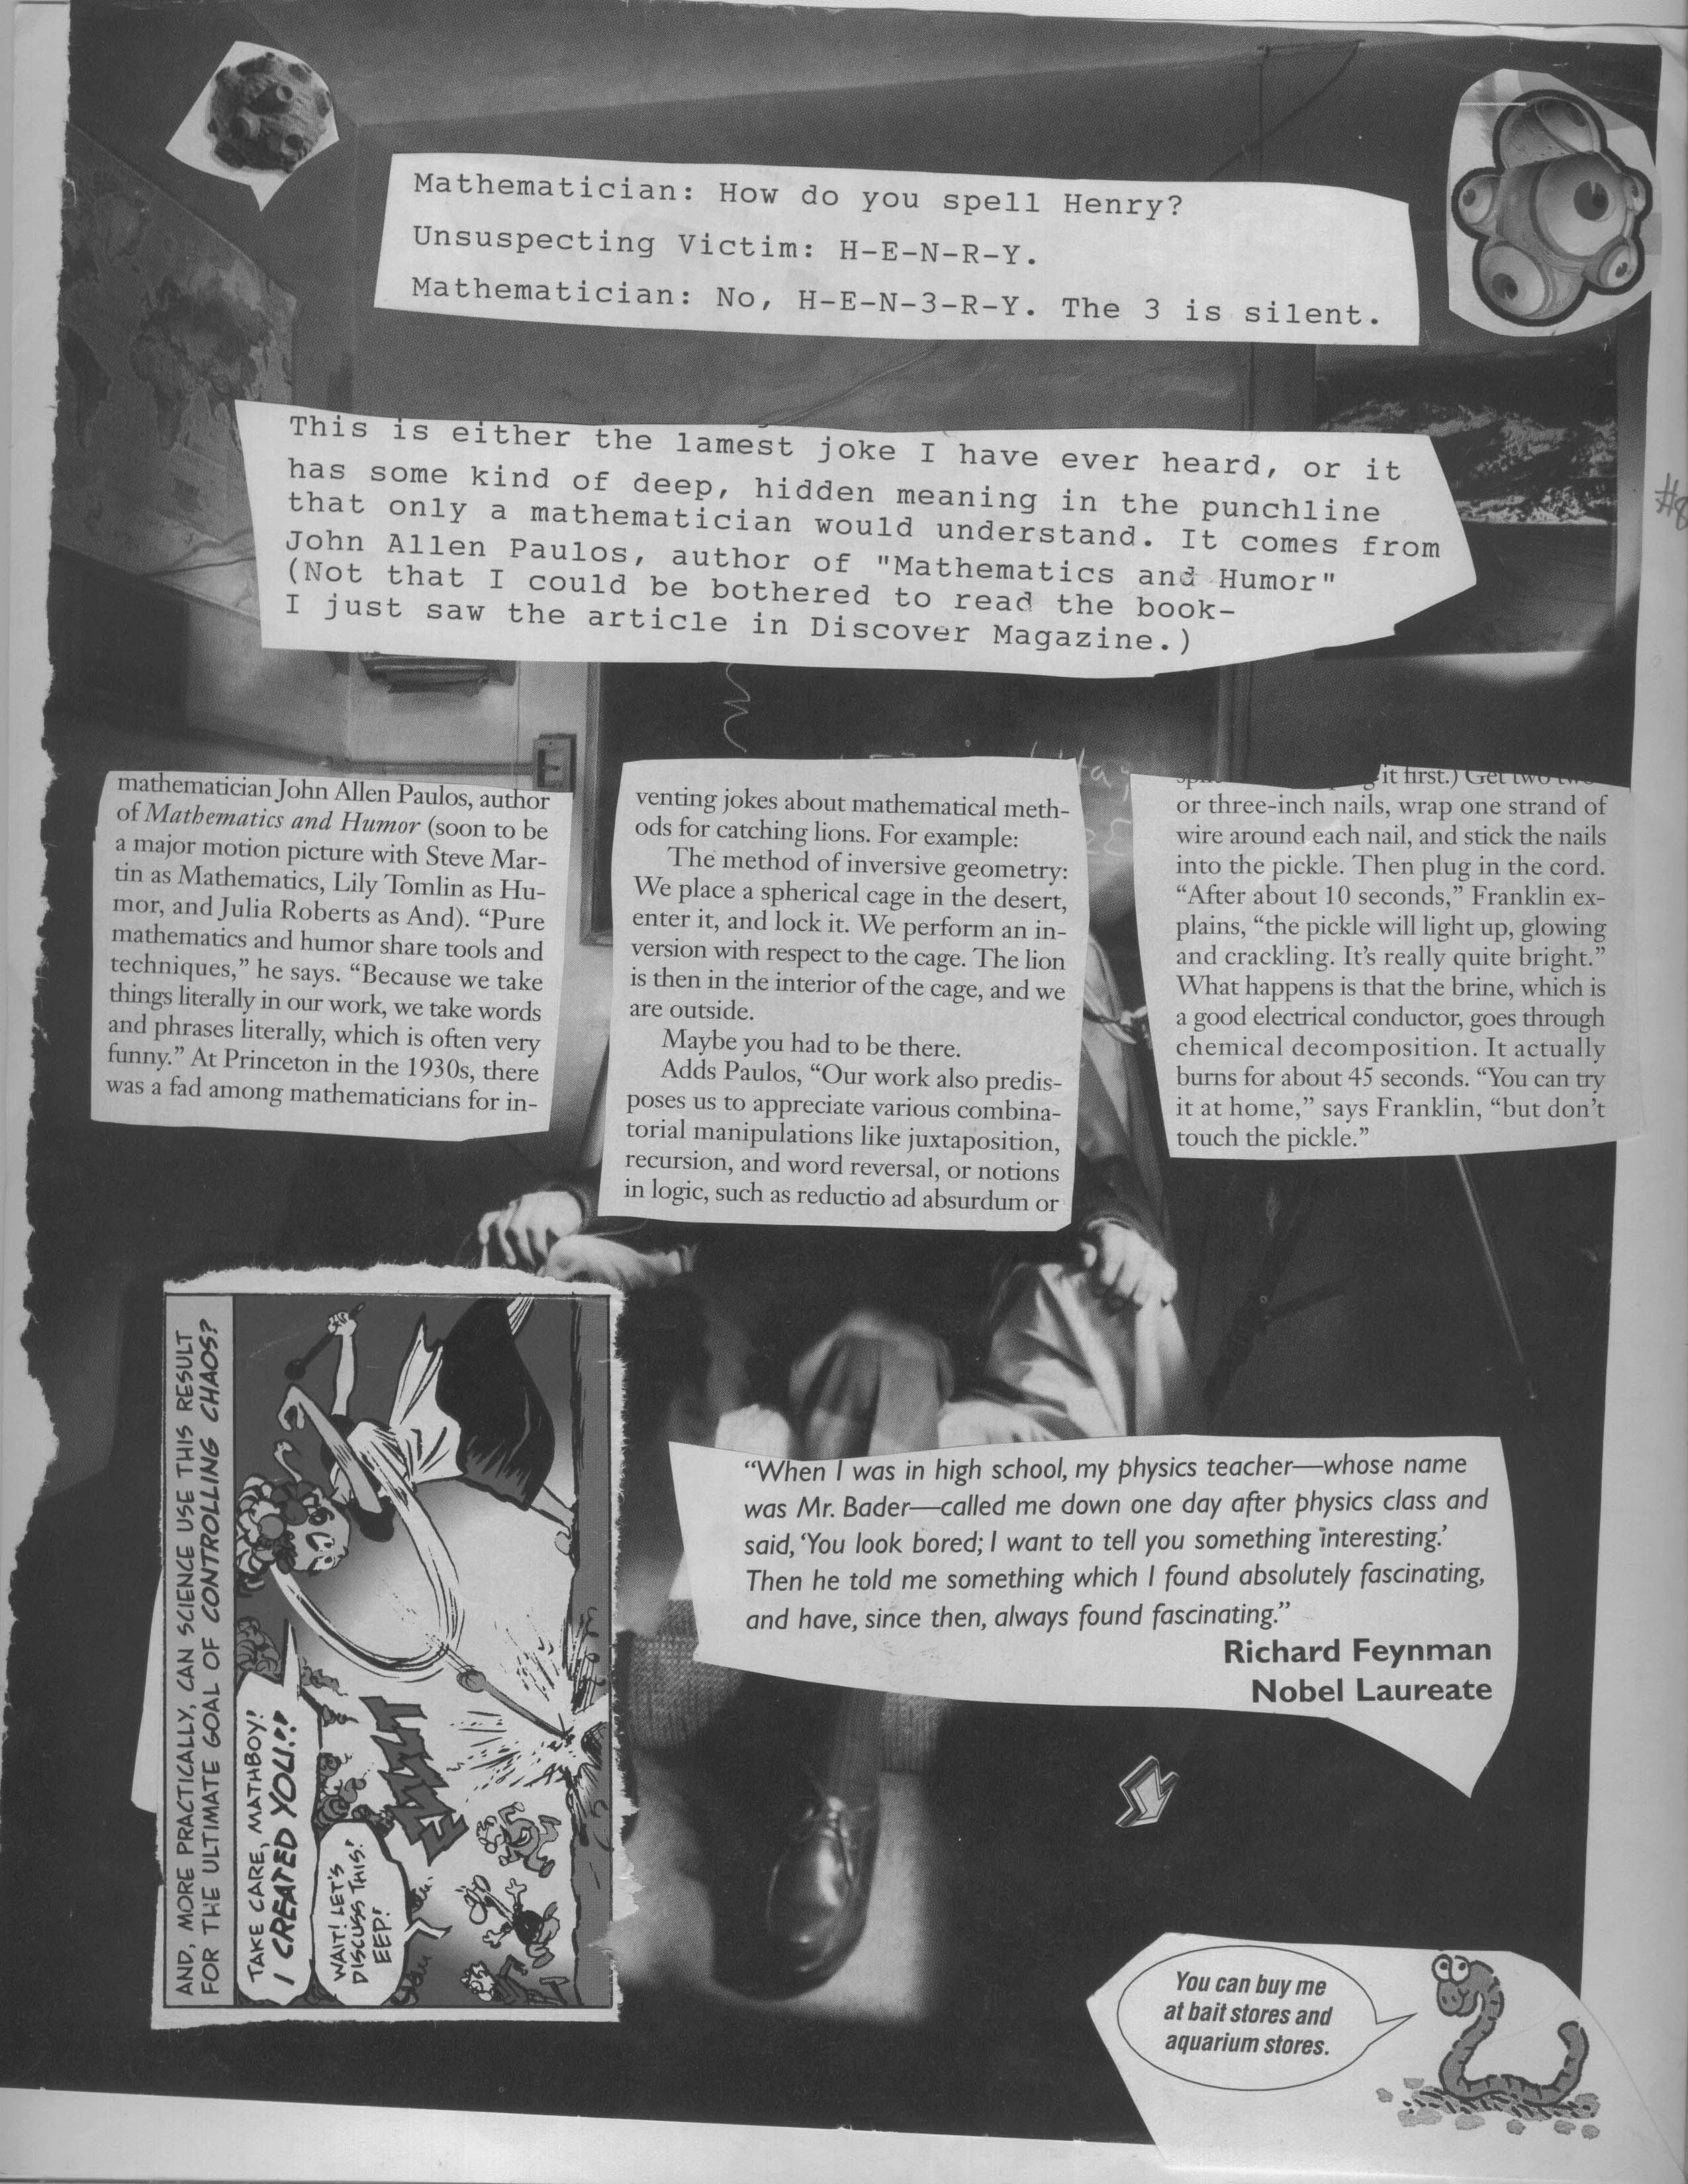 Mathematician: How do you spell Henry?
Unsuspecting Victim: H-E-N-R-Y.
Mathematician: No, H-E-N-3-R-Y. The 3 is silent.
#8
This is either the lamest joke I have ever heard, or it
has some kind of deep, hidden meaning in the punchline
that only a mathematician would understand. It comes from
John Allen Paulos, author of "Mathematics and Humor"
(Not that I could be bothered to read the book-
I just saw the article in Discover Magazine.)
mathematician John Allen Paulos, author
of Mathematics and Humor (soon to be
a major motion picture with Steve Mar-
tin as Mathematics, Lily Tomlin as Hu-
mor, and Julia Roberts as And). “Pure
mathematics and humor share tools and
techniques,” he says. “Because we take
things literally in our work, we take words
and phrases literally, which is often very
funny.” At Princeton in the 1930s, there
was a fad among mathematicians for in-
venting jokes about mathematical meth-
ods for catching lions. For example:
The method of inversive geometry:
We place a spherical cage in the desert,
enter it, and lock it. We perform an in-
version with respect to the cage. The lion
is then in the interior of the cage, and we
are outside.
Maybe you had to be there.
Adds Paulos, “Our work also predis-
poses us to appreciate various combina-
torial manipulations like juxtaposition,
recursion, and word reversal, or notions
in logic, such as reductio ad absurdum or
it first.) Get two
or three-inch nails, wrap one strand of
wire around each nail, and stick the nails
into the pickle. Then plug in the cord.
“After about 10 seconds,” Franklin ex-
plains, “the pickle will light up, glowing
and crackling. It’s really quite bright.”
What happens is that the brine, which is
a good electrical conductor, goes through
chemical decomposition. It actually
burns for about 45 seconds. “You can try
it at home,” says Franklin, “but don’t
touch the pickle.”
AND, MORE PRACTICALLY, CAN SCIENCE USE THIS RESULT
FOR THE ULTIMATE GOAL OF CONTROLLING CHAOS?
TAKE CARE, MATHBOY!
I CREATED YOU!!
WAIT! LET'S
DISCUSS THIS!
EEP!
“When I was in high school, my physics teacher—whose name
was Mr. Bader—called me down one day after physics class and
said, ‘You look bored; I want to tell you something interesting.’
Then he told me something which I found absolutely fascinating,
and have, since then, always found fascinating.”
Richard Feynman
Nobel Laureate
You can buy me
at bait stores and
aquarium stores.